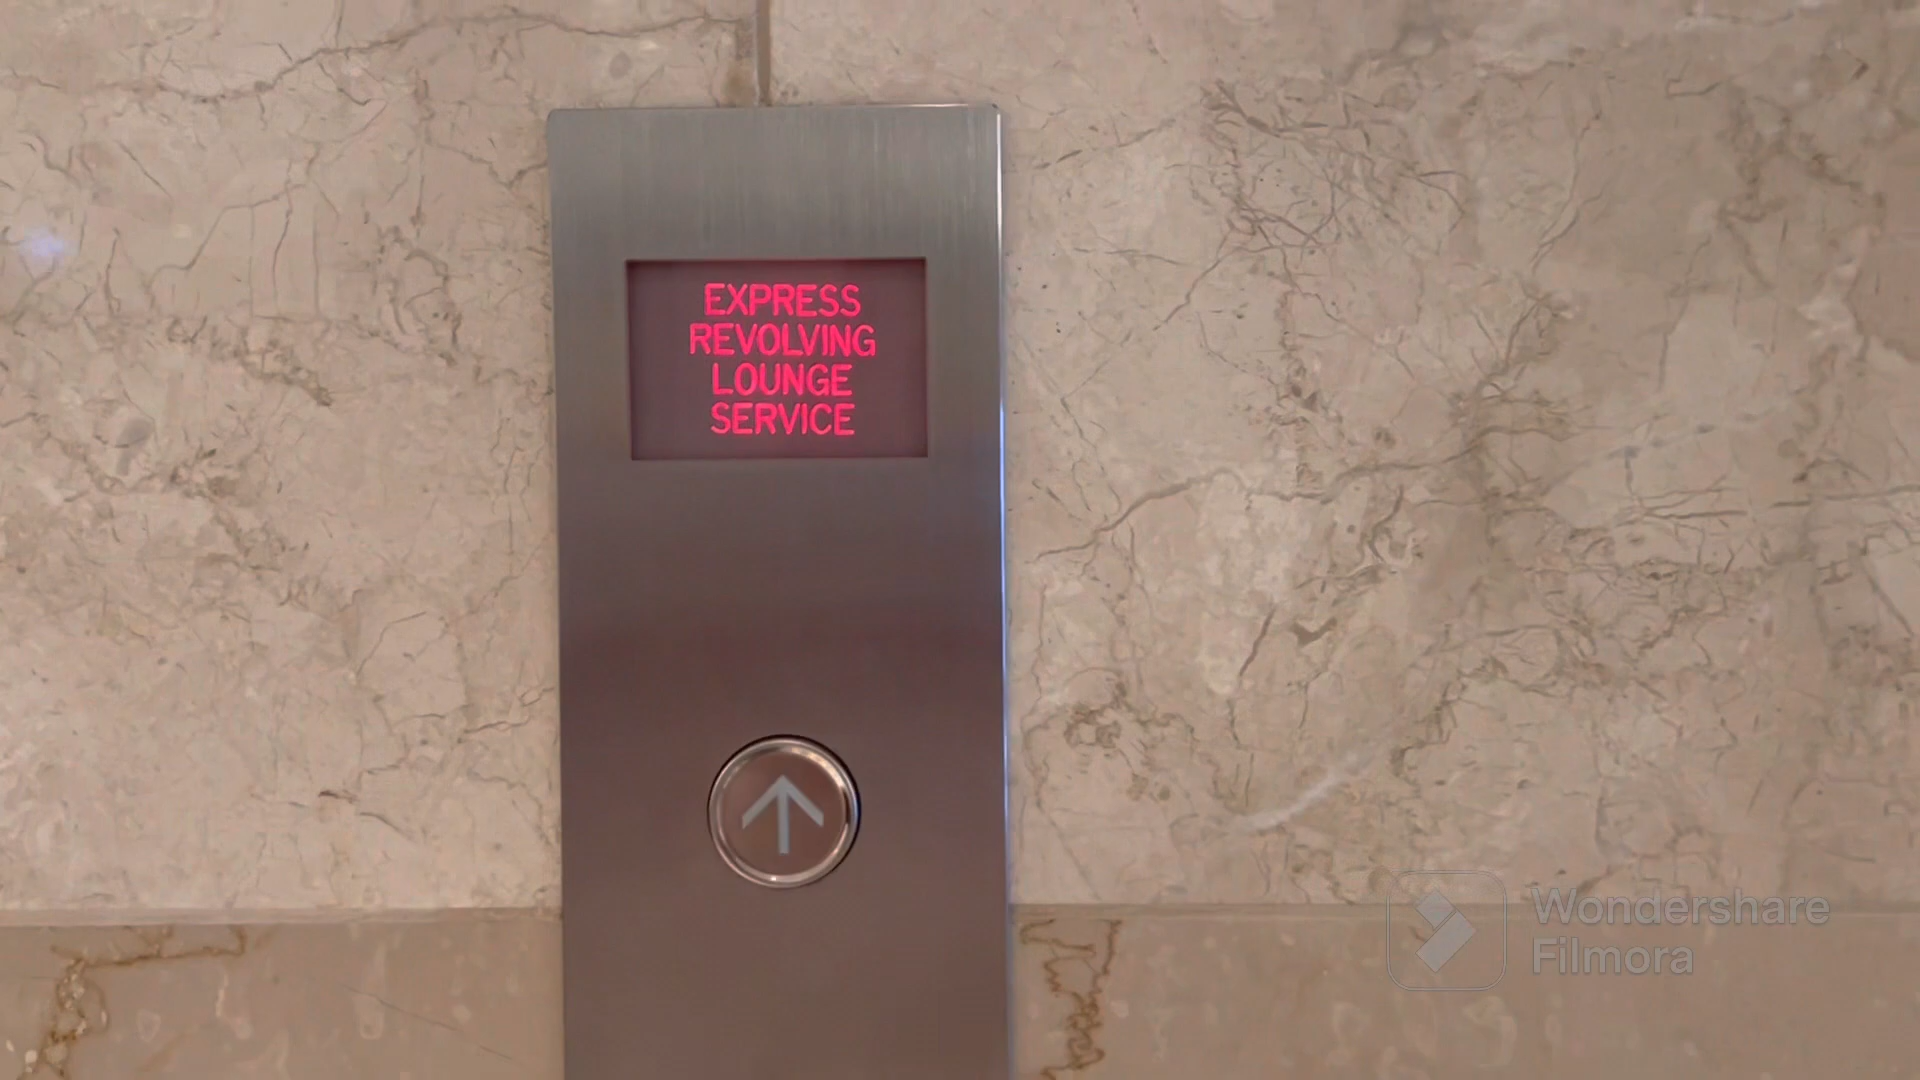 EXPRESS
REVOLVING
LOUNGE
SERVICE
Wondershare
Filmora